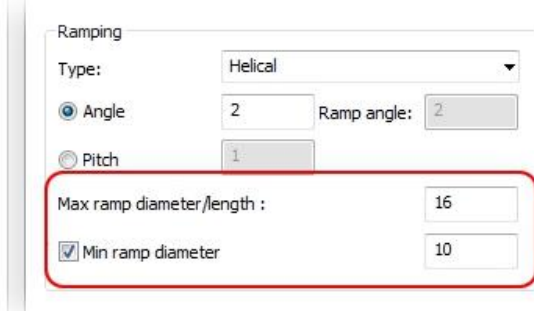 Ramping
Type: Helical
Angle 2 Ramp angle: 2
Pitch 1
Max ramp diameter/length : 16
Min ramp diameter 10